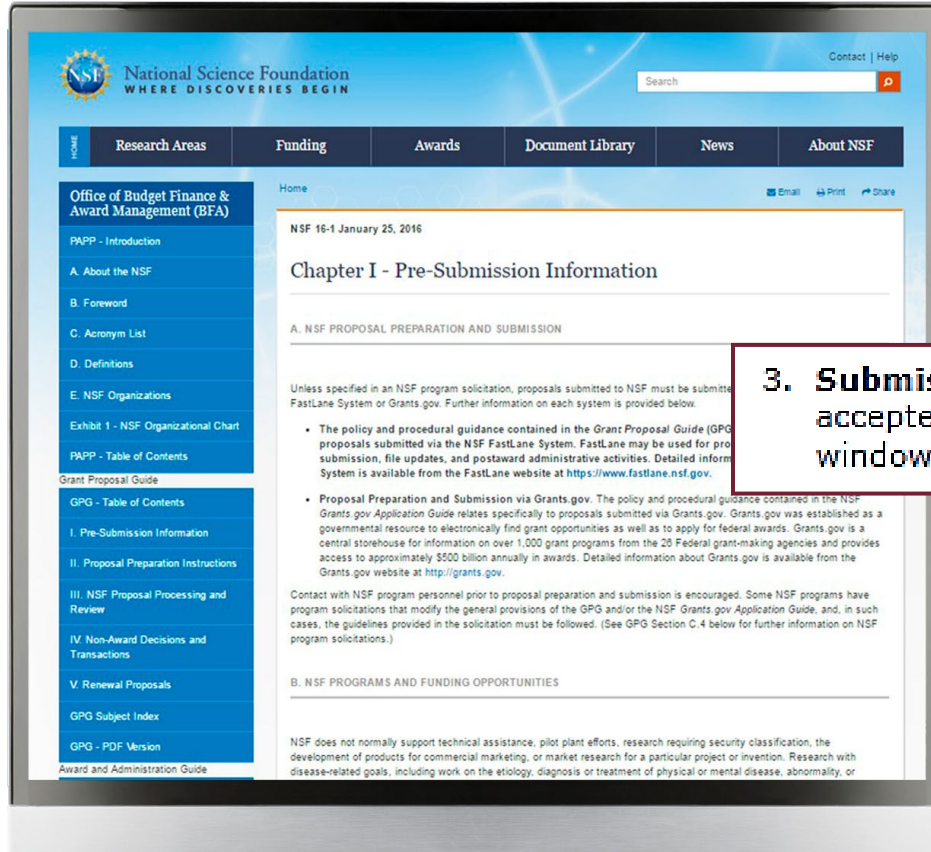 Contact | Help
NSF
National Science Foundation
WHERE DISCOVERIES BEGIN
Search
HOME
Research Areas
Funding
Awards
Document Library
News
About NSF
Office of Budget Finance &
Award Management (BFA)
PAPP - Introduction
A. About the NSF
B. Foreword
C. Acronym List
D. Definitions
E. NSF Organizations
Exhibit 1 - NSF Organizational Chart
PAPP - Table of Contents
Grant Proposal Guide
GPG - Table of Contents
I. Pre-Submission Information
II. Proposal Preparation Instructions
III. NSF Proposal Processing and
Review
IV. Non-Award Decisions and
Transactions
V. Renewal Proposals
GPG Subject Index
GPG - PDF Version
Award and Administration Guide
Home
Email Print Share
NSF 16-1 January 25, 2016
Chapter I - Pre-Submission Information
A. NSF PROPOSAL PREPARATION AND SUBMISSION
Unless specified in an NSF program solicitation, proposals submitted to NSF must be submitte
FastLane System or Grants.gov. Further information on each system is provided below.
• The policy and procedural guidance contained in the Grant Proposal Guide (GPG
proposals submitted via the NSF FastLane System. FastLane may be used for pro
submission, file updates, and postaward administrative activities. Detailed inform
System is available from the FastLane website at https://www.fastlane.nsf.gov.
• Proposal Preparation and Submission via Grants.gov. The policy and procedural guidance contained in the NSF
Grants.gov Application Guide relates specifically to proposals submitted via Grants.gov. Grants.gov was established as a
governmental resource to electronically find grant opportunities as well as to apply for federal awards. Grants.gov is a
central storehouse for information on over 1,000 grant programs from the 26 Federal grant-making agencies and provides
access to approximately $500 billion annually in awards. Detailed information about Grants.gov is available from the
Grants.gov website at http://grants.gov.
Contact with NSF program personnel prior to proposal preparation and submission is encouraged. Some NSF programs have
program solicitations that modify the general provisions of the GPG and/or the NSF Grants.gov Application Guide, and, in such
cases, the guidelines provided in the solicitation must be followed. (See GPG Section C.4 below for further information on NSF
program solicitations.)
B. NSF PROGRAMS AND FUNDING OPPORTUNITIES
NSF does not normally support technical assistance, pilot plant efforts, research requiring security classification, the
development of products for commercial marketing, or market research for a particular project or invention. Research with
disease-related goals, including work on the etiology, diagnosis or treatment of physical or mental disease, abnormality, or
3. Submis
accepte
window